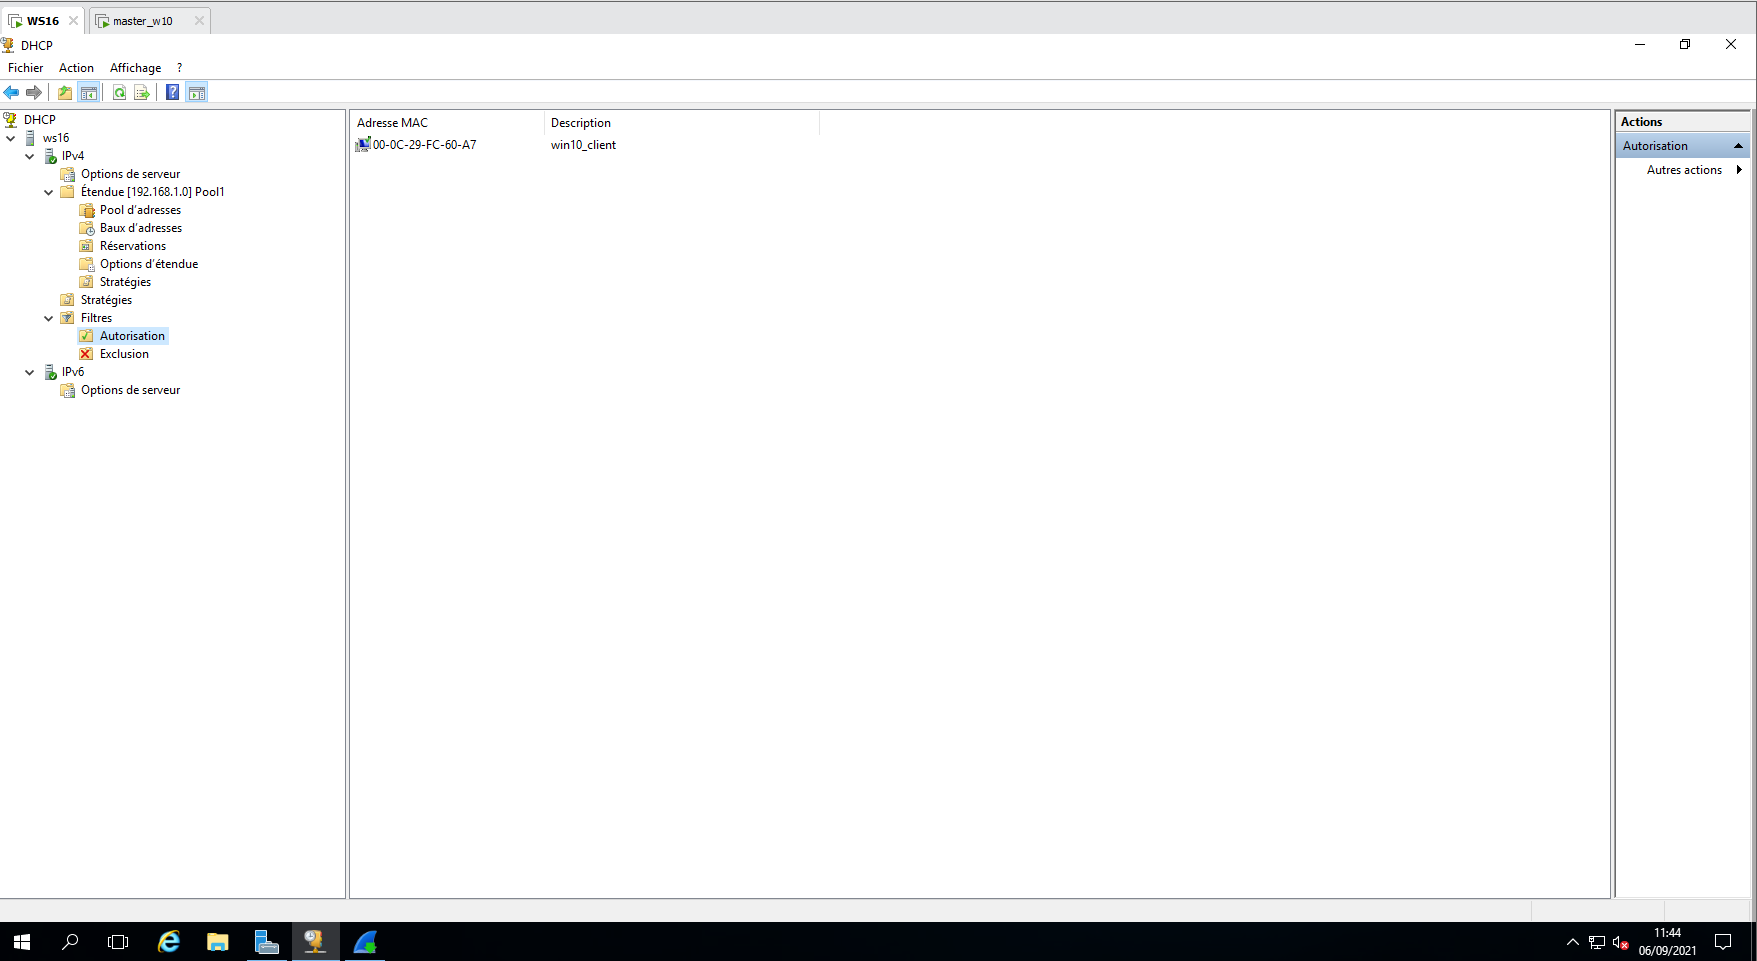 WS16
master_w10
DHCP
Fichier Action Affichage ?
DHCP
ws16
IPv4
Options de serveur
Étendue [192.168.1.0] Pool1
Pool d'adresses
Baux d'adresses
Réservations
Options d'étendue
Stratégies
Stratégies
Filtres
Autorisation
Exclusion
IPv6
Options de serveur
Adresse MAC Description
00-0C-29-FC-60-A7 win10_client
Actions
Autorisation
Autres actions
11:44
06/09/2021